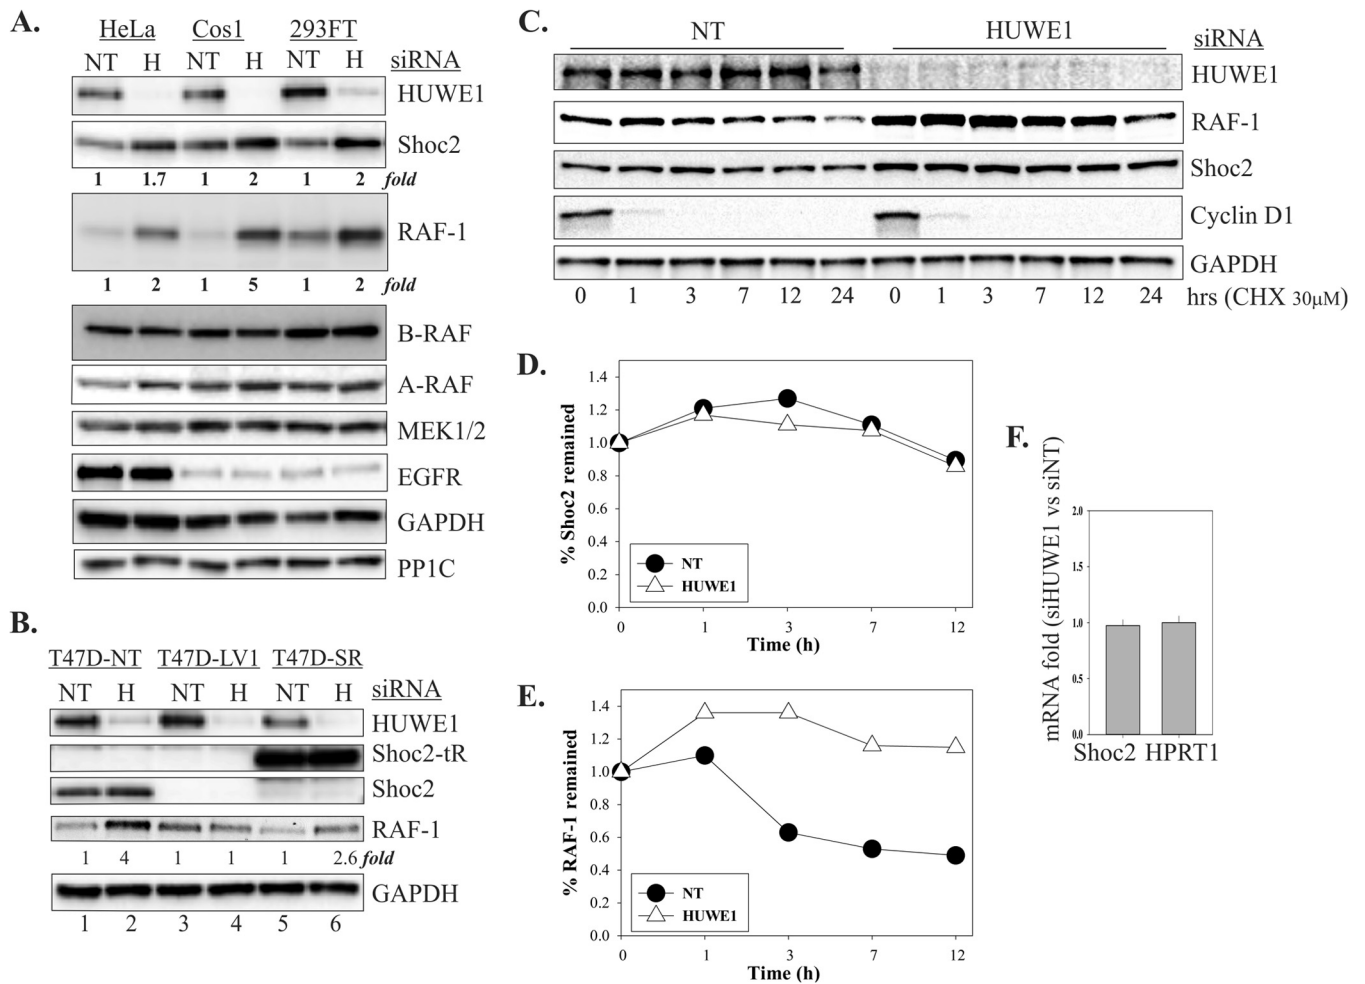 A.
HeLa Cos1 293FT
NT H NT H NT H siRNA
HUWE1
Shoc2
1 1.7 1 2 1 2 fold
RAF-1
1 2 1 5 1 2 fold
B-RAF
A-RAF
MEK1/2
EGFR
GAPDH
PP1C
B.
T47D-NT T47D-LV1 T47D-SR
NT H NT H NT H siRNA
HUWE1
Shoc2-tR
Shoc2
RAF-1
1 4 1 1 1 2.6 fold
GAPDH
1 2 3 4 5 6
C.
NT HUWE1 siRNA
HUWE1
RAF-1
Shoc2
Cyclin D1
GAPDH
0 1 3 7 12 24 0 1 3 7 12 24 hrs (CHX 30μM)
D.
% Shoc2 remained
1.4
1.2
1.0
0.8
0.6
0.4
0.2
0.0
NT
HUWE1
0 1 3 7 12
Time (h)
E.
% RAF-1 remained
1.4
1.2
1.0
0.8
0.6
0.4
0.2
0.0
NT
HUWE1
0 1 3 7 12
Time (h)
F.
mRNA fold (siHUWE1 vs siNT)
2.0
1.5
1.0
0.5
0.0
Shoc2 HPRT1